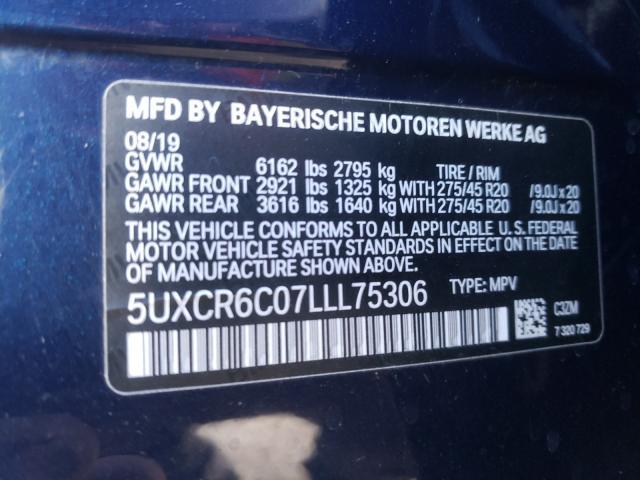 MFD BY BAYERISCHE MOTOREN WERKE AG
08/19
GVWR 6162 lbs 2795 kg TIRE / RIM
GAWR FRONT 2921 lbs 1325 kg WITH 275/45 R20 /9.0J x 20
GAWR REAR 3616 lbs 1640 kg WITH 275/45 R20 /9.0J x 20
THIS VEHICLE CONFORMS TO ALL APPLICABLE U.S. FEDERAL
MOTOR VEHICLE SAFETY STANDARDS IN EFFECT ON THE DATE
OF MANUFACTURE SHOWN ABOVE.
5UXCR6C07LLL75306 TYPE: MPV
C3ZM
7 320 729